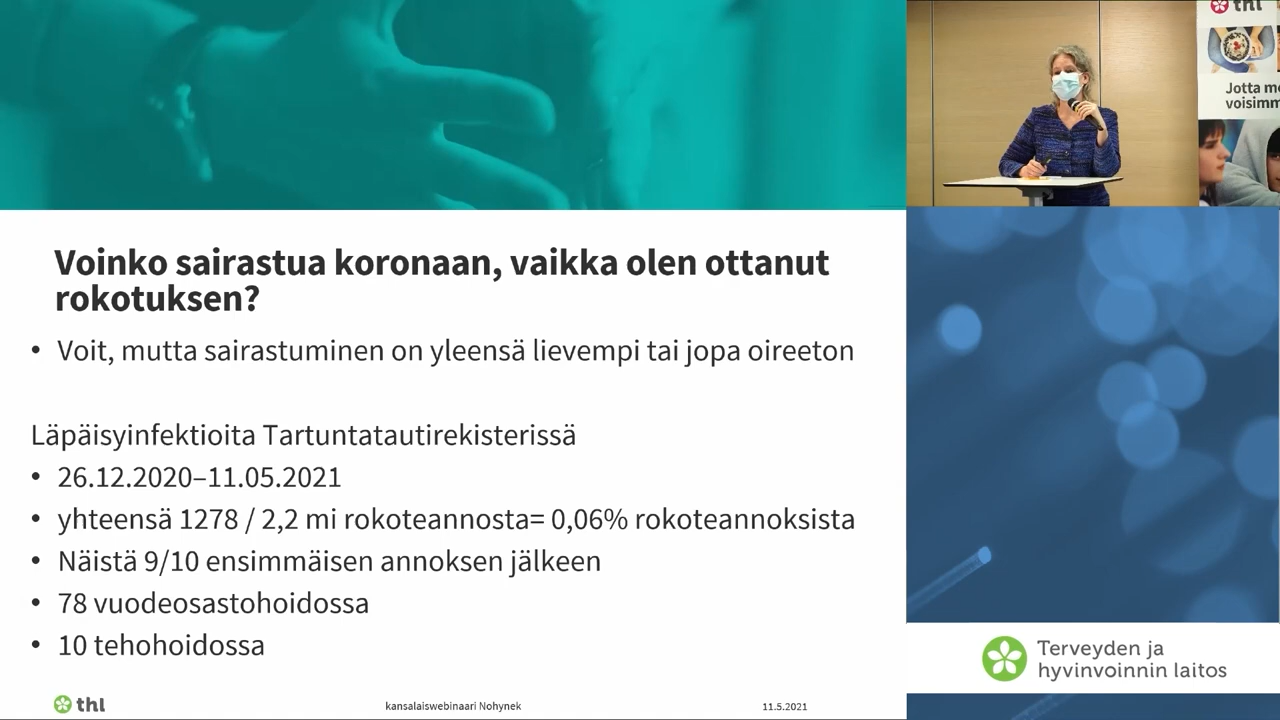 Voinko sairastua koronaan, vaikka olen ottanut
rokotuksen?
• Voit, mutta sairastuminen on yleensä lievempi tai jopa oireeton
Läpäisyinfektioita Tartuntatautirekisterissä
• 26.12.2020–11.05.2021
• yhteensä 1278 / 2,2 mi rokoteannosta= 0,06% rokoteannoksista
• Näistä 9/10 ensimmäisen annoksen jälkeen
• 78 vuodeosastohoidossa
• 10 tehohoidossa
thl
kansalaiswebinaari Nohynek
11.5.2021
thl
Jotta
voisimm
Terveyden ja
hyvinvoinnin laitos